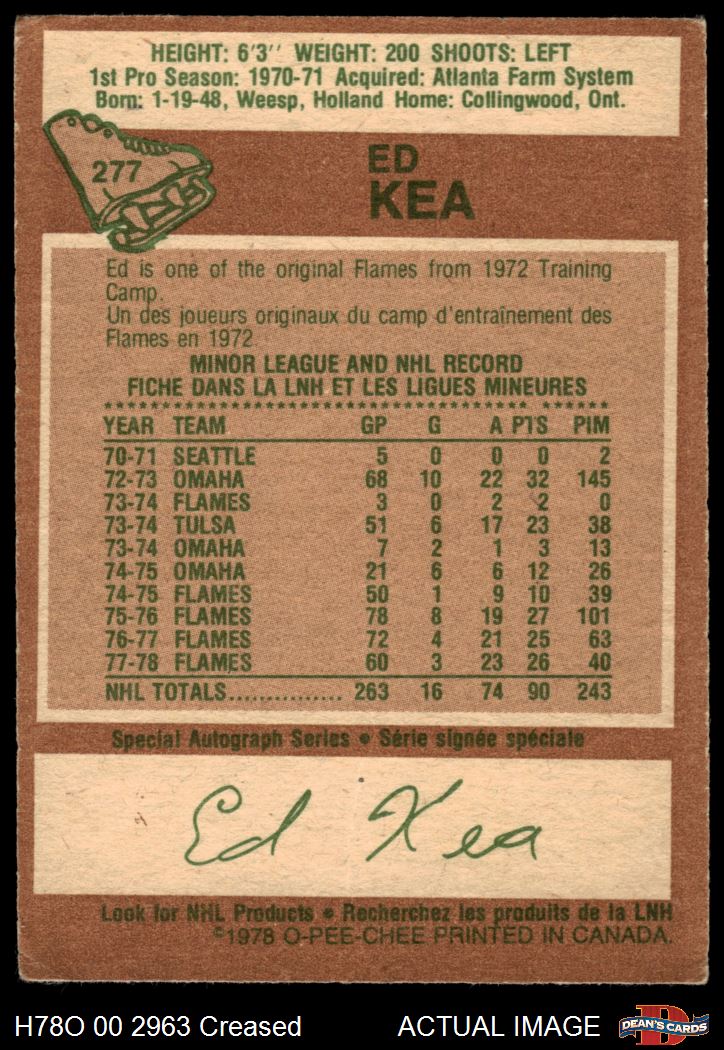 HEIGHT: 6'3'' WEIGHT: 200 SHOOTS: LEFT
1st Pro Season: 1970-71 Acquired: Atlanta Farm System
Born: 1-19-48, Weesp, Holland Home: Collingwood, Ont.
277
ED
KEA
Ed is one of the original Flames from 1972 Training
Camp.
Un des joueurs originaux du camp d'entraînement des
Flames en 1972.
MINOR LEAGUE AND NHL RECORD
FICHE DANS LA LNH ET LES LIGUES MINEURES
YEAR TEAM GP G A PTS PIM
70-71 SEATTLE 5 0 0 0 2
72-73 OMAHA 68 10 22 32 145
73-74 FLAMES 3 0 2 2 0
73-74 TULSA 51 6 17 23 38
73-74 OMAHA 7 2 1 3 13
74-75 OMAHA 21 6 6 12 26
74-75 FLAMES 50 1 9 10 39
75-76 FLAMES 78 8 19 27 101
76-77 FLAMES 72 4 21 25 63
77-78 FLAMES 60 3 23 26 40
NHL TOTALS............... 263 16 74 90 243
Special Autograph Series • Série signée spéciale
Ed Kea
Look for NHL Products • Recherchez les produits de la LNH
©1978 O-PEE-CHEE PRINTED IN CANADA.
H78O 00 2963 Creased ACTUAL IMAGE
D
DEAN'S CARDS